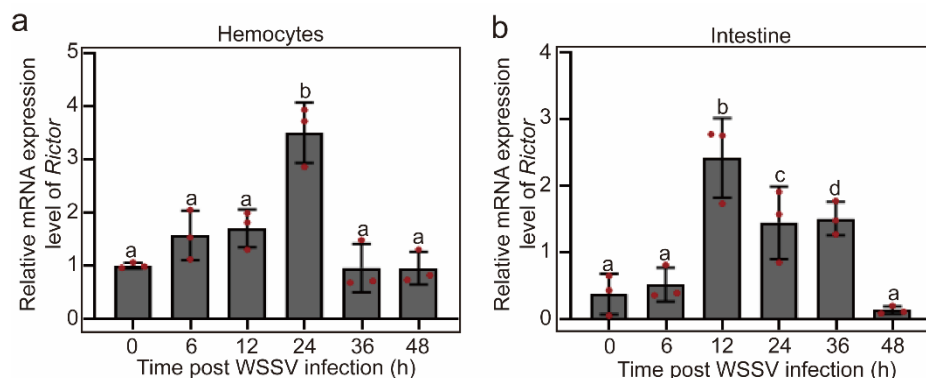 a
Hemocytes
Relative mRNA expression
level of Rictor
5
4
3
2
1
0
a
a
a
b
a
a
0 6 12 24 36 48
Time post WSSV infection (h)
b
Intestine
Relative mRNA expression
level of Rictor
4
3
2
1
0
a
a
b
c
d
a
0 6 12 24 36 48
Time post WSSV infection (h)